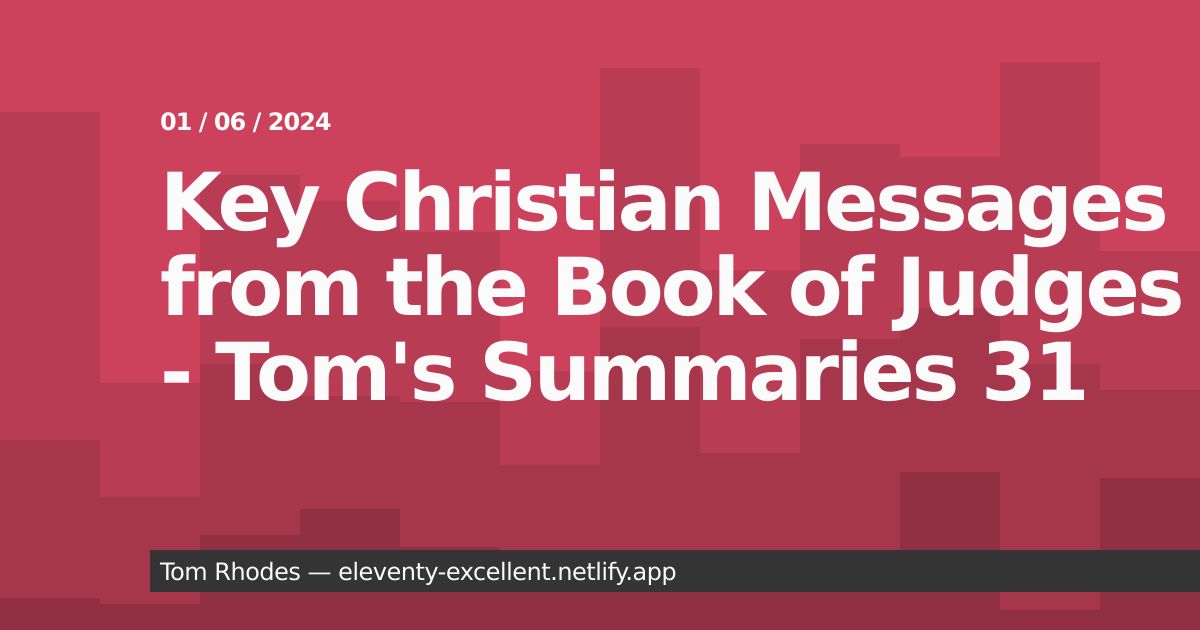 01 / 06 / 2024
Key Christian Messages
from the Book of Judges
- Tom's Summaries 31
Tom Rhodes — eleventy-excellent.netlify.app